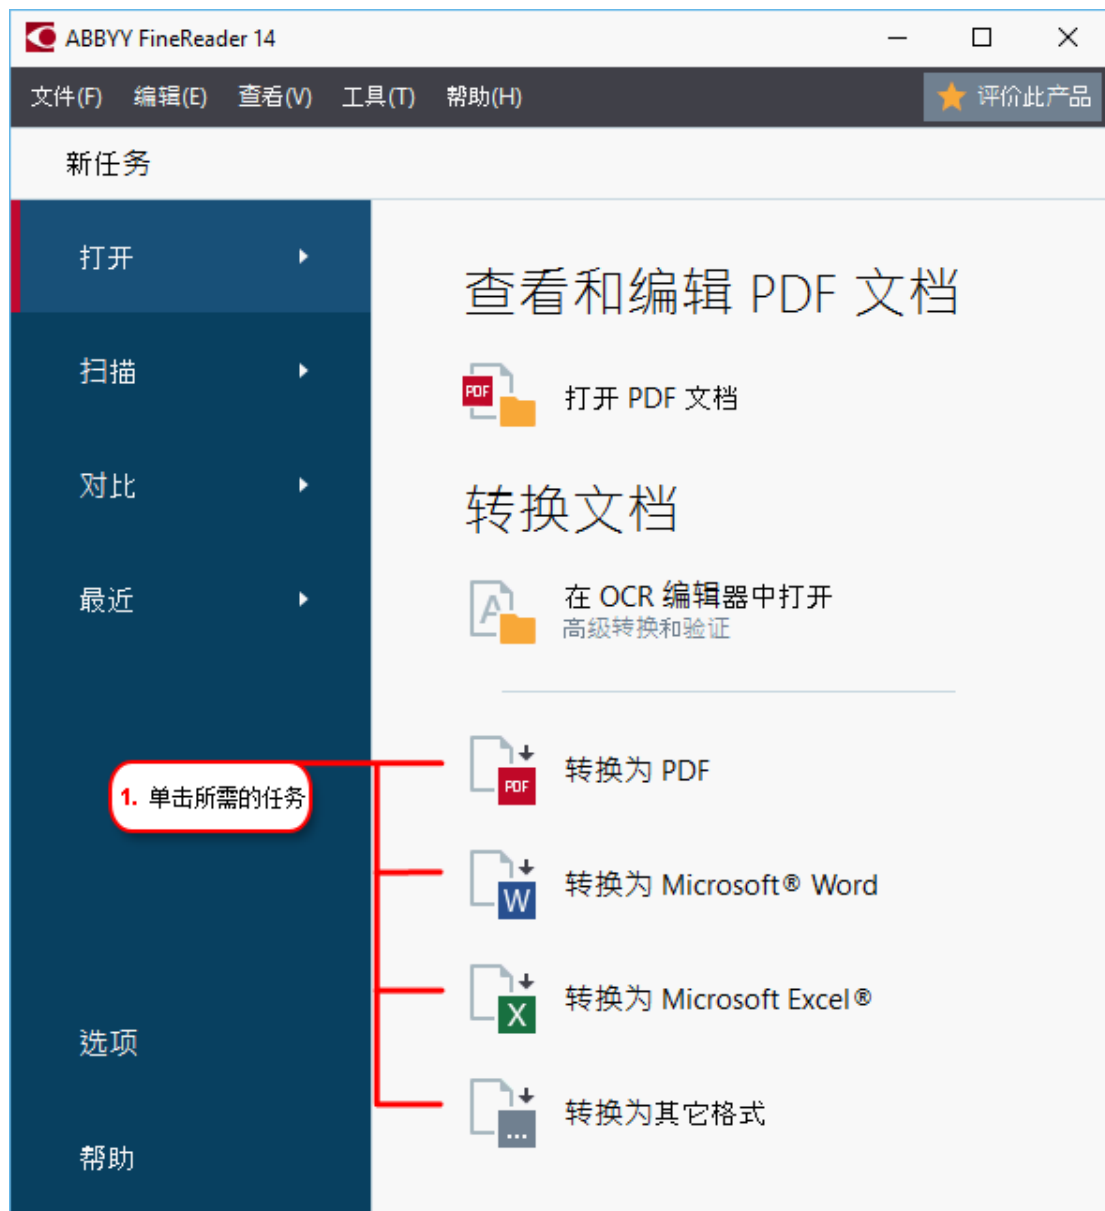 ABBYY FineReader 14
文件(F) 编辑(E) 查看(V) 工具(T) 帮助(H) 评价此产品
新任务
打开
扫描
对比
最近
1. 单击所需的任务
选项
帮助
查看和编辑 PDF 文档
PDF
打开 PDF 文档
转换文档
A
在 OCR 编辑器中打开
高级转换和验证
PDF
转换为 PDF
W
转换为 Microsoft® Word
X
转换为 Microsoft Excel®
...
转换为其它格式